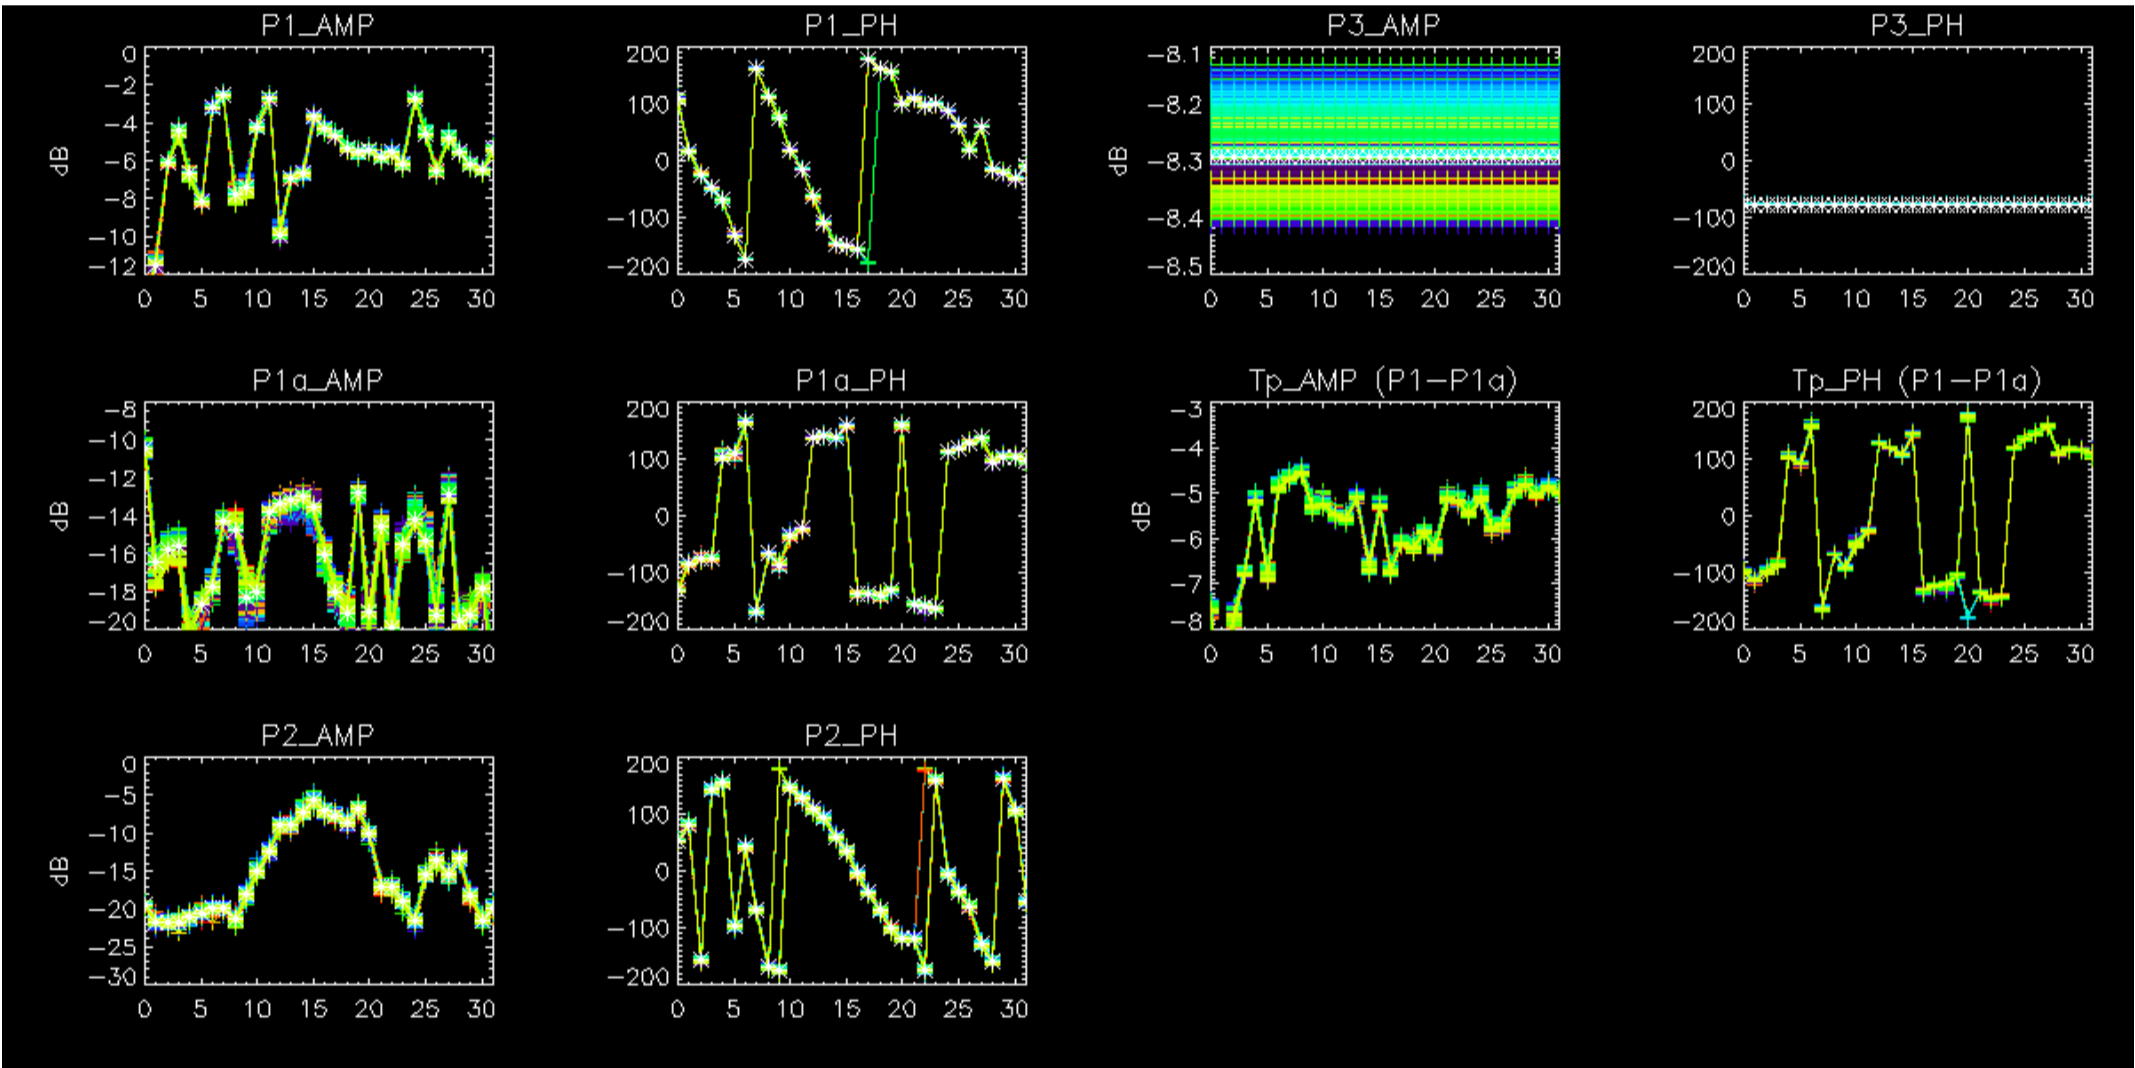 P1_AMP
dB
0
−2
−4
−6
−8
−10
−12
0 5 10 15 20 25 30
P1_PH
200
100
0
−100
−200
0 5 10 15 20 25 30
P3_AMP
dB
−8.1
−8.2
−8.3
−8.4
−8.5
0 5 10 15 20 25 30
P3_PH
200
100
0
−100
−200
0 5 10 15 20 25 30
P1a_AMP
dB
−8
−10
−12
−14
−16
−18
−20
0 5 10 15 20 25 30
P1a_PH
200
100
0
−100
−200
0 5 10 15 20 25 30
Tp_AMP (P1−P1a)
dB
−3
−4
−5
−6
−7
−8
0 5 10 15 20 25 30
Tp_PH (P1−P1a)
200
100
0
−100
−200
0 5 10 15 20 25 30
P2_AMP
dB
0
−5
−10
−15
−20
−25
−30
0 5 10 15 20 25 30
P2_PH
200
100
0
−100
−200
0 5 10 15 20 25 30